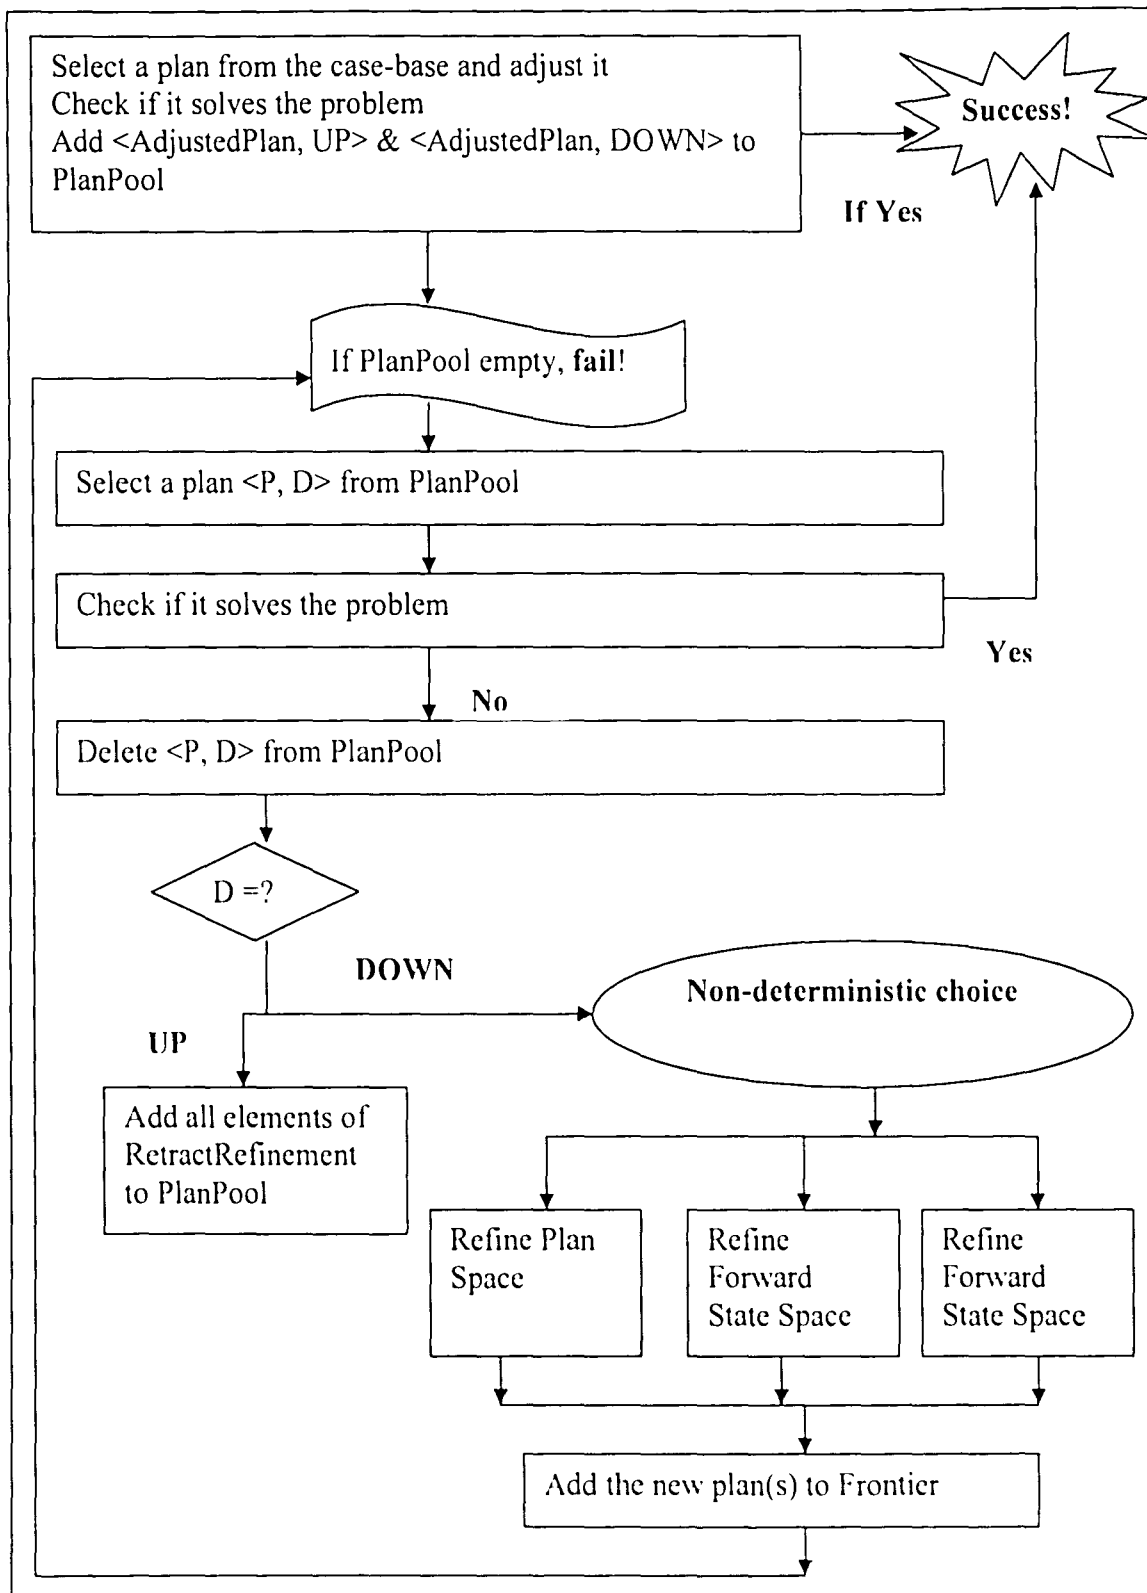 Select a plan from the case-base and adjust it
Check if it solves the problem
Add <AdjustedPlan, UP> & <AdjustedPlan, DOWN> to
PlanPool
Success!
If Yes
If PlanPool empty, fail!
Select a plan <P, D> from PlanPool
Check if it solves the problem
Yes
No
Delete <P, D> from PlanPool
D =?
DOWN
Non-deterministic choice
UP
Add all elements of
RetractRefinement
to PlanPool
Refine Plan
Space
Refine
Forward
State Space
Refine
Forward
State Space
Add the new plan(s) to Frontier